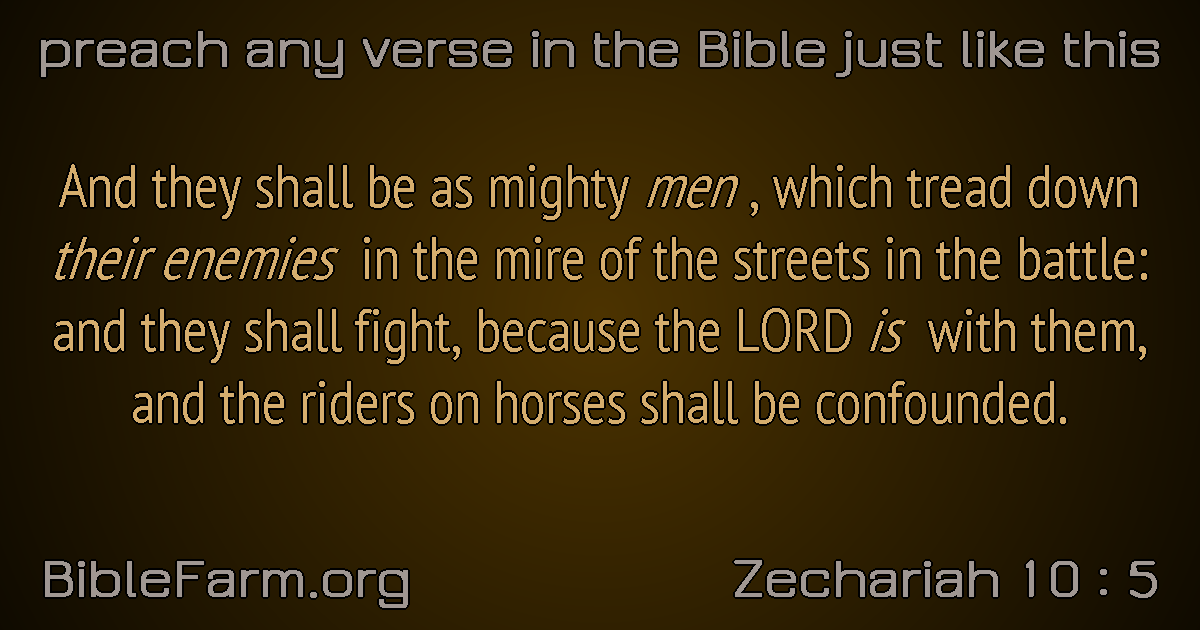 preach any verse in the Bible just like this
And they shall be as mighty men , which tread down
their enemies in the mire of the streets in the battle:
and they shall fight, because the LORD is with them,
and the riders on horses shall be confounded.
BibleFarm.org
Zechariah 10 : 5